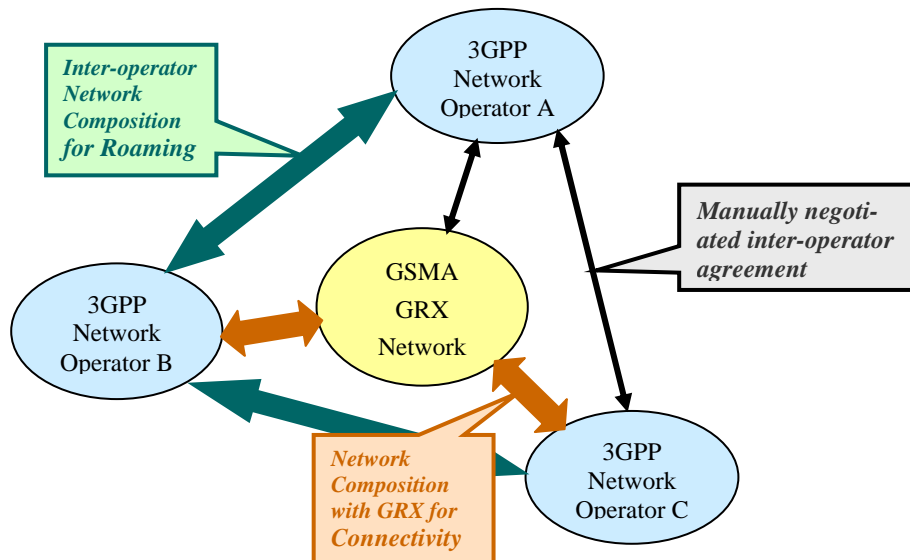 3GPP
Network
Operator A
Inter-operator
Network
Composition
for Roaming
Manually negoti-
ated inter-operator
agreement
GSMA
GRX
Network
3GPP
Network
Operator B
3GPP
Network
Operator C
Network
Composition
with GRX for
Connectivity